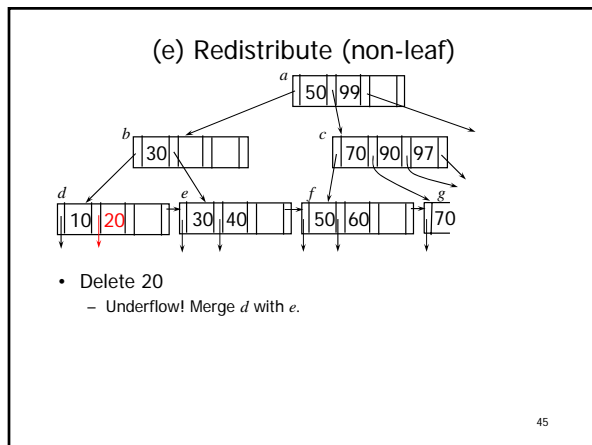 (e) Redistribute (non-leaf)
a
50 99
b
c
30
70 90 97
d
e
f
g
10 20
30 40
50 60
70
• Delete 20
– Underflow! Merge d with e.
45